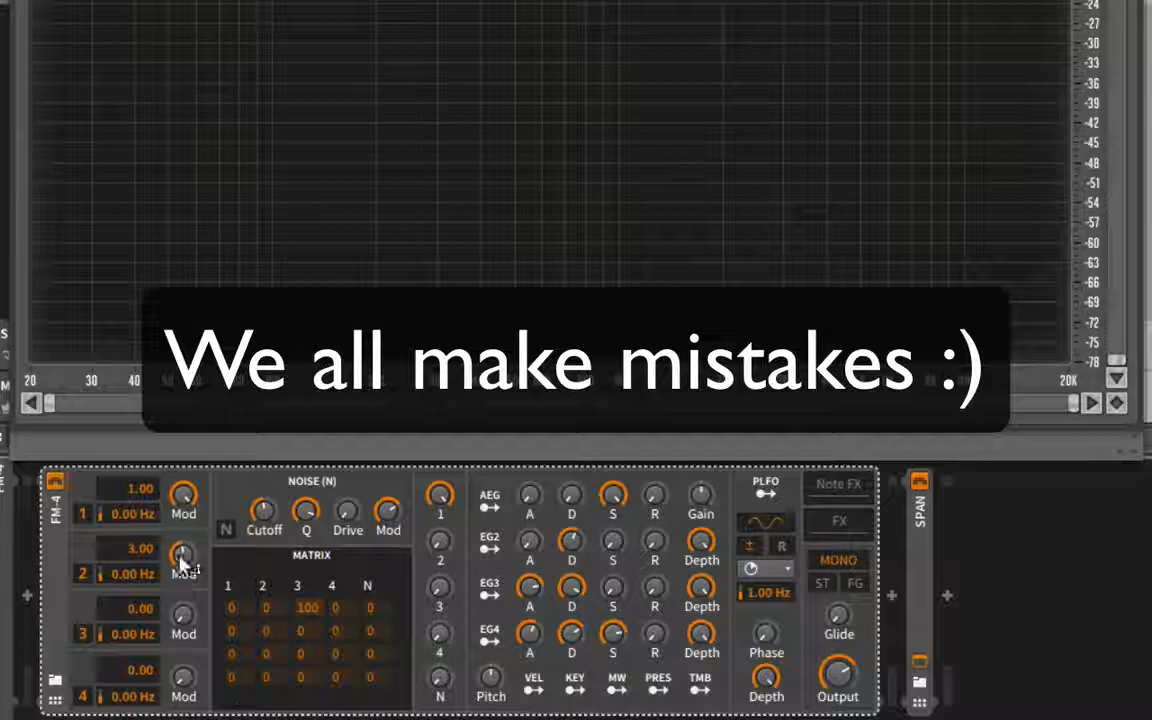 -24
-27
-30
-33
-36
-39
-42
-45
-48
-51
-54
-57
-60
-63
-66
-69
-72
-75
-78
We all make mistakes :)
20 30 40 20K
FM-4
1.00
1 0.00 Hz Mod
3.00
2 0.00 Hz Mod
0.00
3 0.00 Hz Mod
0.00
4 0.00 Hz Mod
NOISE (N)
N Cutoff Q Drive Mod
MATRIX
1 2 3 4 N
0 0 100 0 0
0 0 0 0 0
0 0 0 0 0
0 0 0 0 0
1
2
3
4
N
AEG A D S R Gain
EG2 A D S R Depth
EG3 A D S R Depth
EG4 A D S R Depth
Pitch VEL KEY MW PRES TMB
PLFO
± R
1.00 Hz
Phase
Depth
Note FX
FX
MONO
ST FG
Glide
Output
SPAN